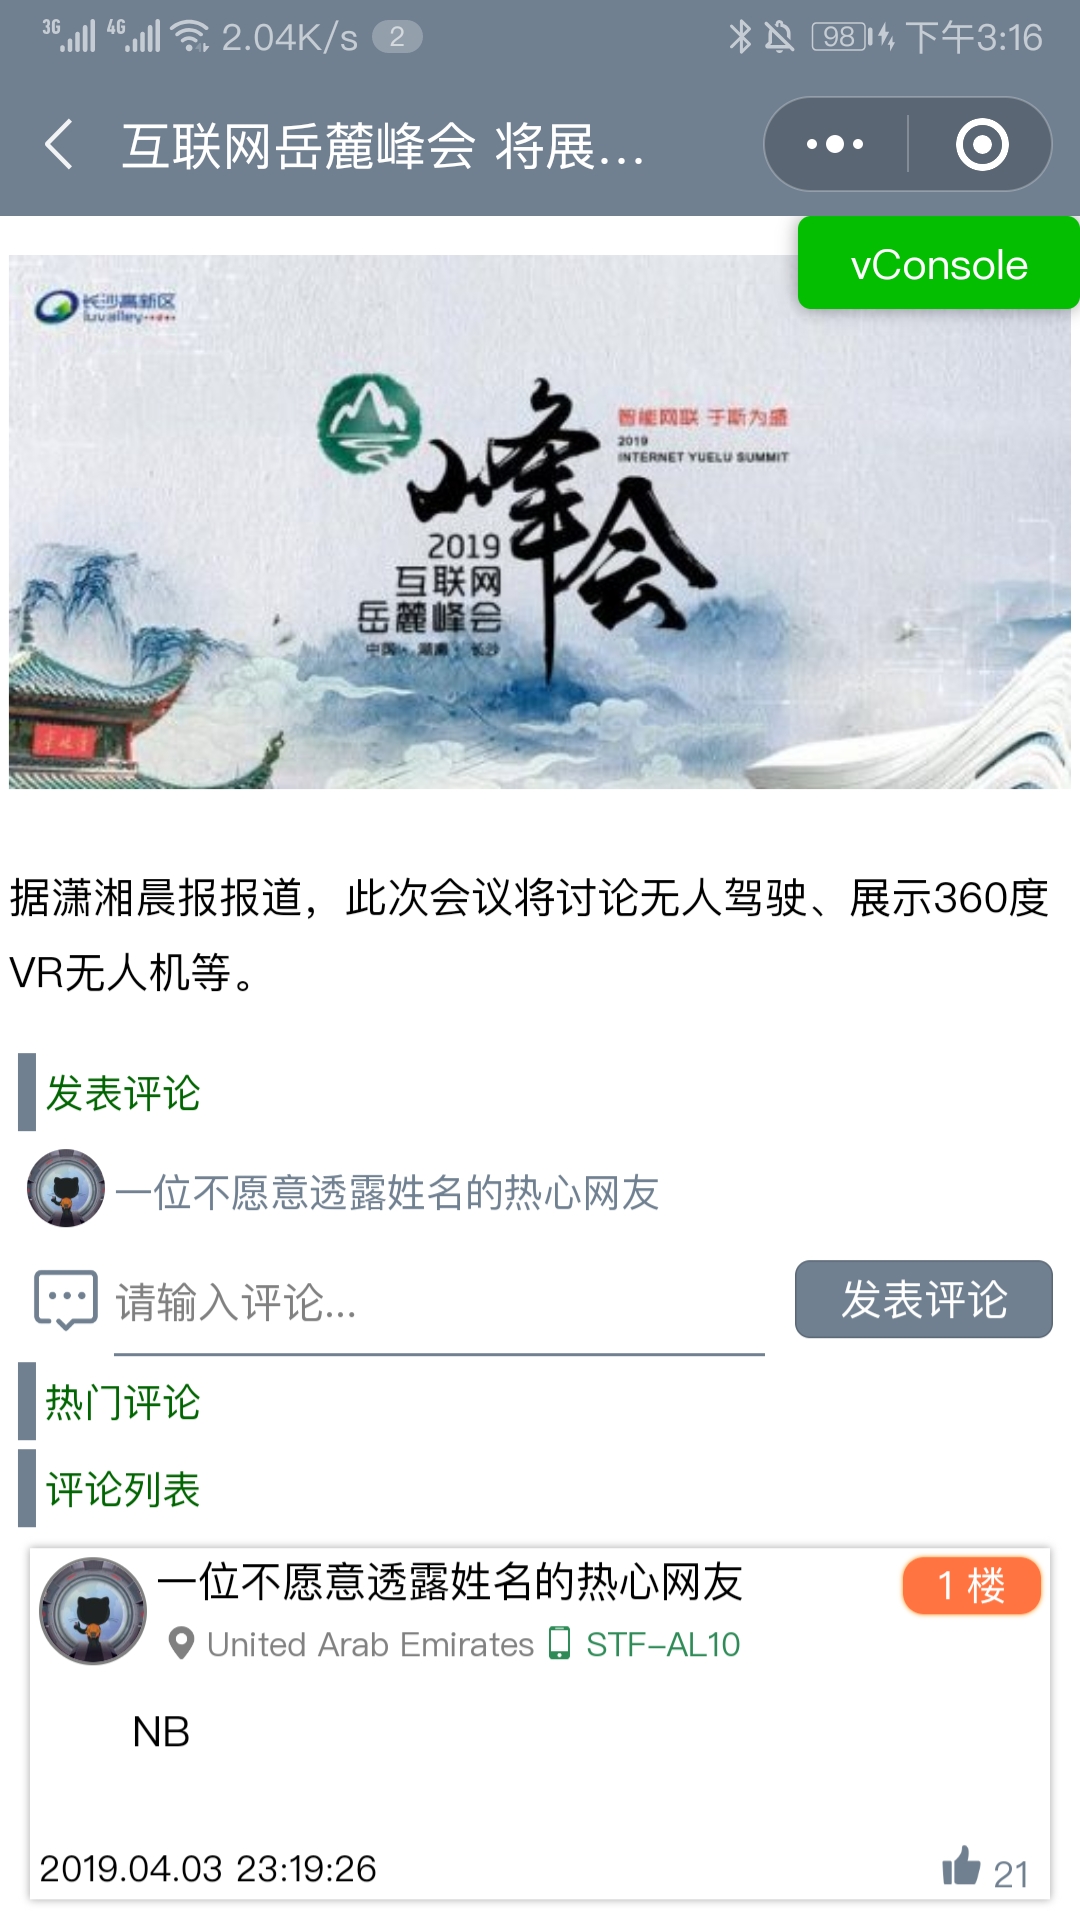 3G 4G 2.04K/s 2 98 下午3:16
互联网岳麓峰会 将展...
vConsole
长沙高新区
luvalley
智能网联 于斯为盛
2019
INTERNET YUELU SUMMIT
峰会
2019
互联网
岳麓峰会
中国 · 湖南 · 长沙
据潇湘晨报报道，此次会议将讨论无人驾驶、展示360度
VR无人机等。
发表评论
一位不愿意透露姓名的热心网友
请输入评论... 发表评论
热门评论
评论列表
一位不愿意透露姓名的热心网友 1 楼
United Arab Emirates STF-AL10
NB
2019.04.03 23:19:26 21